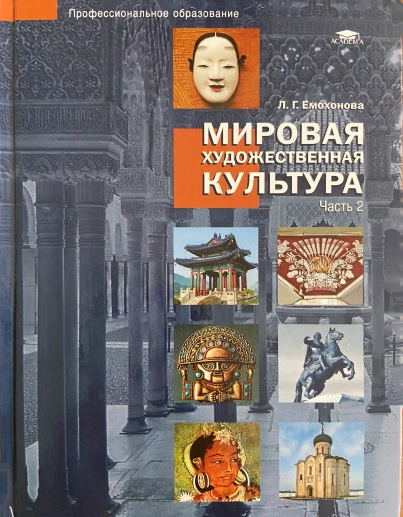 Профессиональное образование
ACADEMA
Л. Г. Емохонова
МИРОВАЯ
ХУДОЖЕСТВЕННАЯ
КУЛЬТУРА
Часть 2